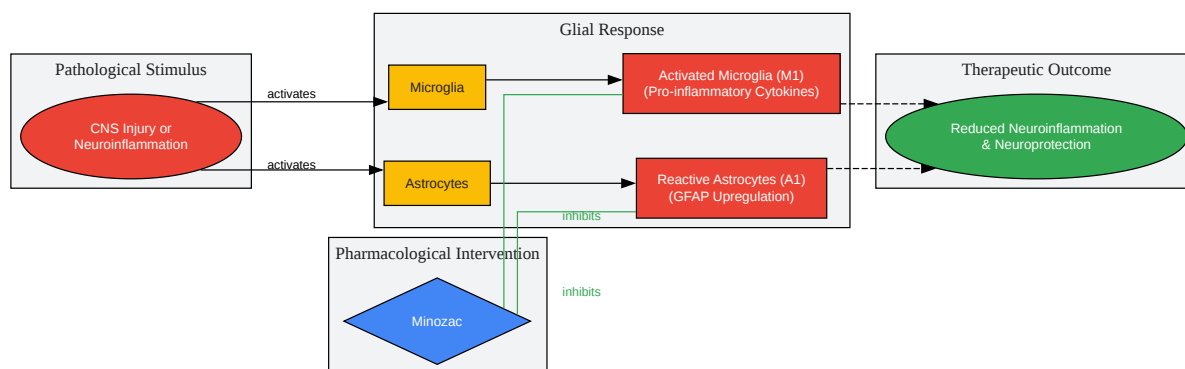 Pathological Stimulus
CNS Injury or
Neuroinflammation
activates
activates
Glial Response
Microglia
Activated Microglia (M1)
(Pro-inflammatory Cytokines)
Astrocytes
Reactive Astrocytes (A1)
(GFAP Upregulation)
inhibits
Therapeutic Outcome
Reduced Neuroinflammation
& Neuroprotection
Pharmacological Intervention
inhibits
Minozac